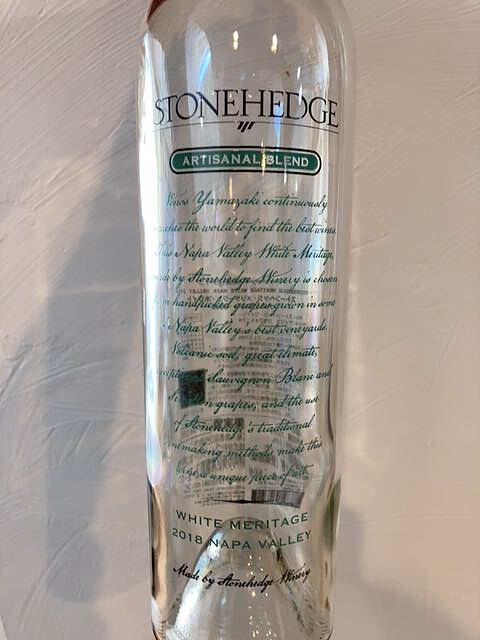 STONEHEDGE
ARTISANAL BLEND
Vinos Yamazaki continuously
the world to find the best wines.
This Napa Valley White Meritage,
made by Stonehedge Winery is chosen
handpicked grapes grown in some
Napa Valley's best vineyards.
Volcanic soil, great climate,
Sauvignon Blanc and
grapes, and the use
of Stonehedge's traditional
winemaking methods make this
wine a unique piece of art.
WHITE MERITAGE
2018 NAPA VALLEY
Made by Stonehedge Winery